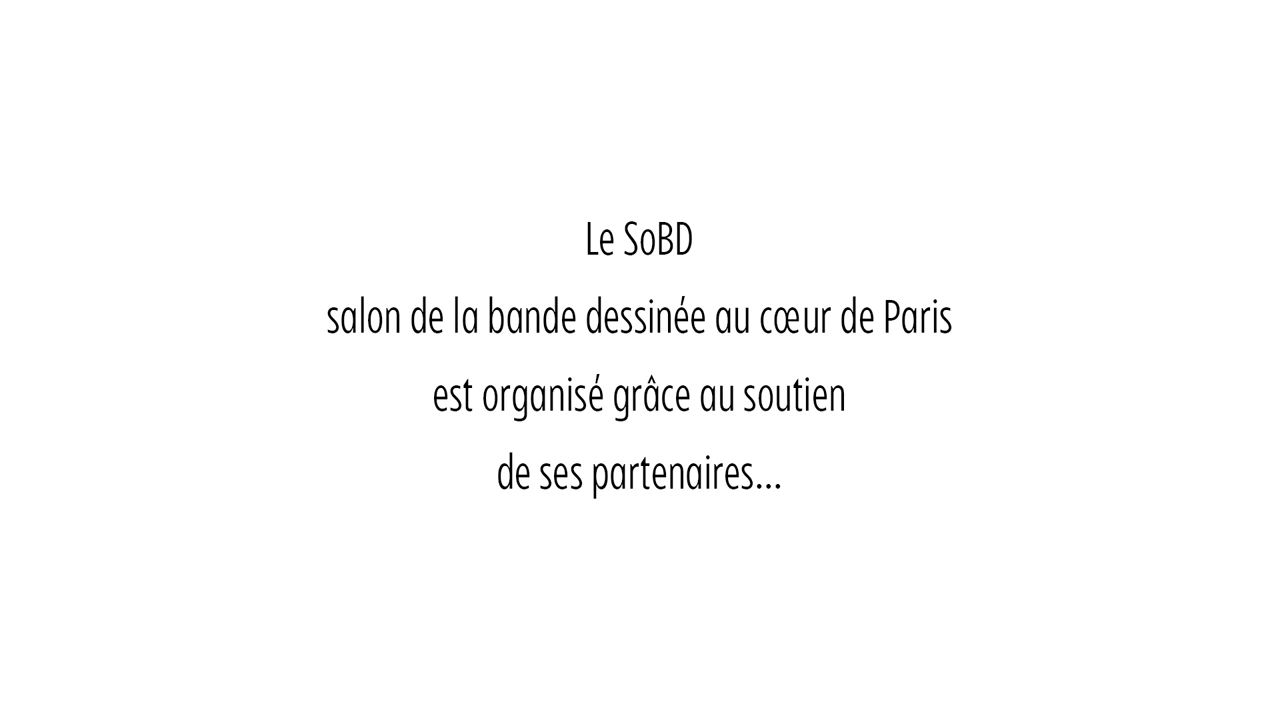 Le SoBD
salon de la bande dessinée au cœur de Paris
est organisé grâce au soutien
de ses partenaires...